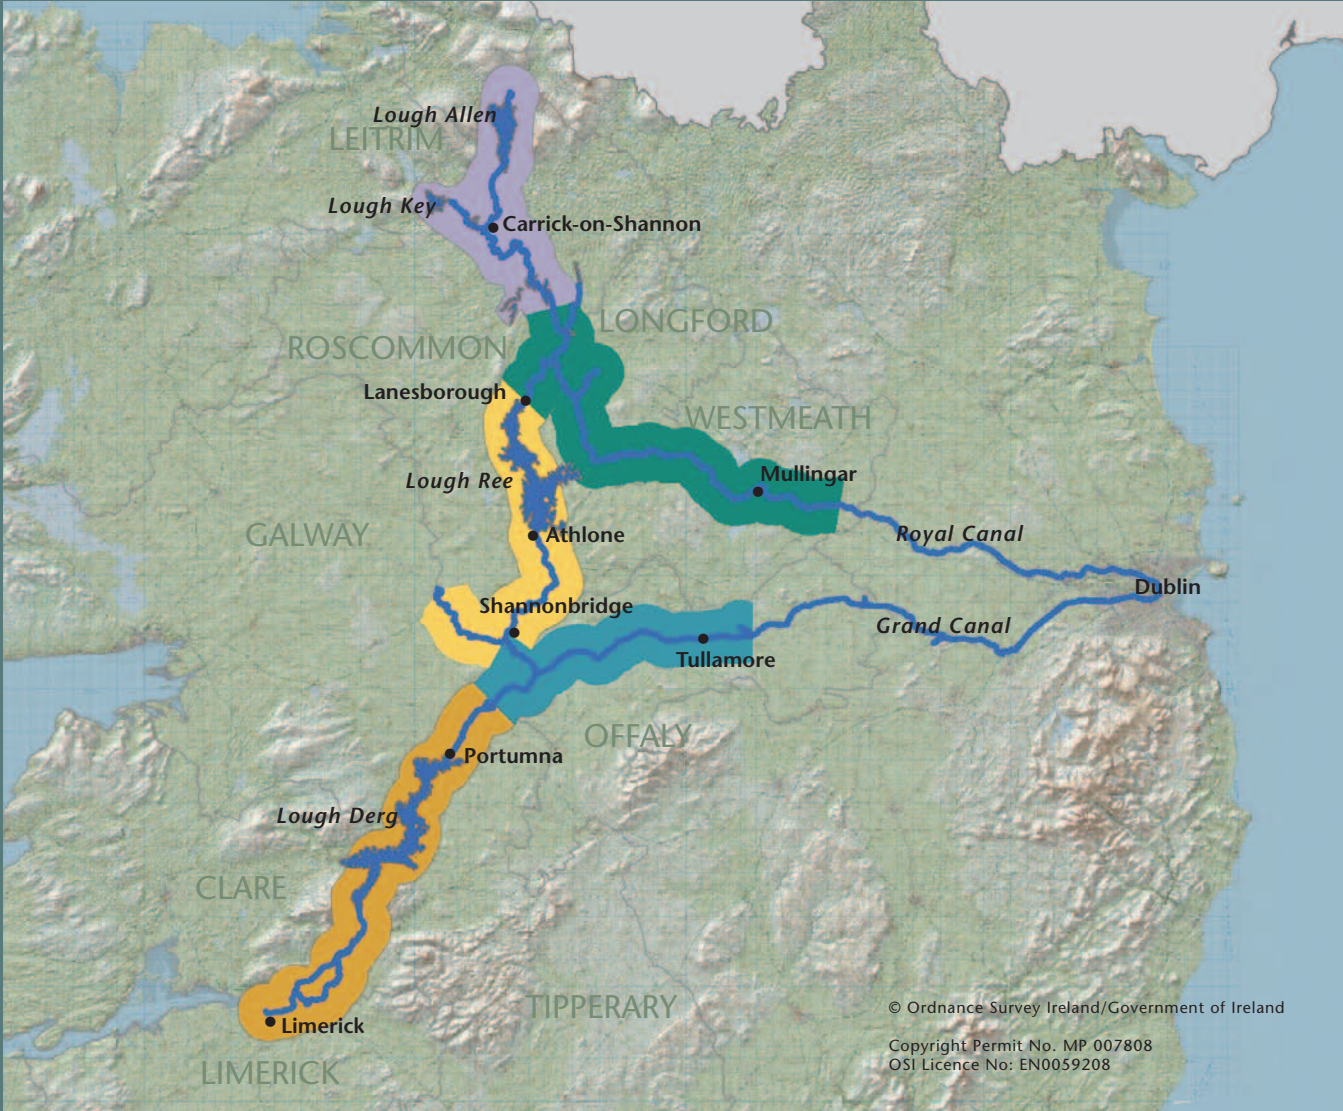 Lough Allen
LEITRIM
Lough Key
Carrick-on-Shannon
LONGFORD
ROSCOMMON
Lanesborough
WESTMEATH
Mullingar
Lough Ree
Royal Canal
GALWAY
Athlone
Dublin
Shannonbridge
Grand Canal
Tullamore
OFFALY
Portumna
Lough Derg
CLARE
TIPPERARY
© Ordnance Survey Ireland/Government of Ireland
Limerick
Copyright Permit No. MP 007808
OSI Licence No: EN0059208
LIMERICK